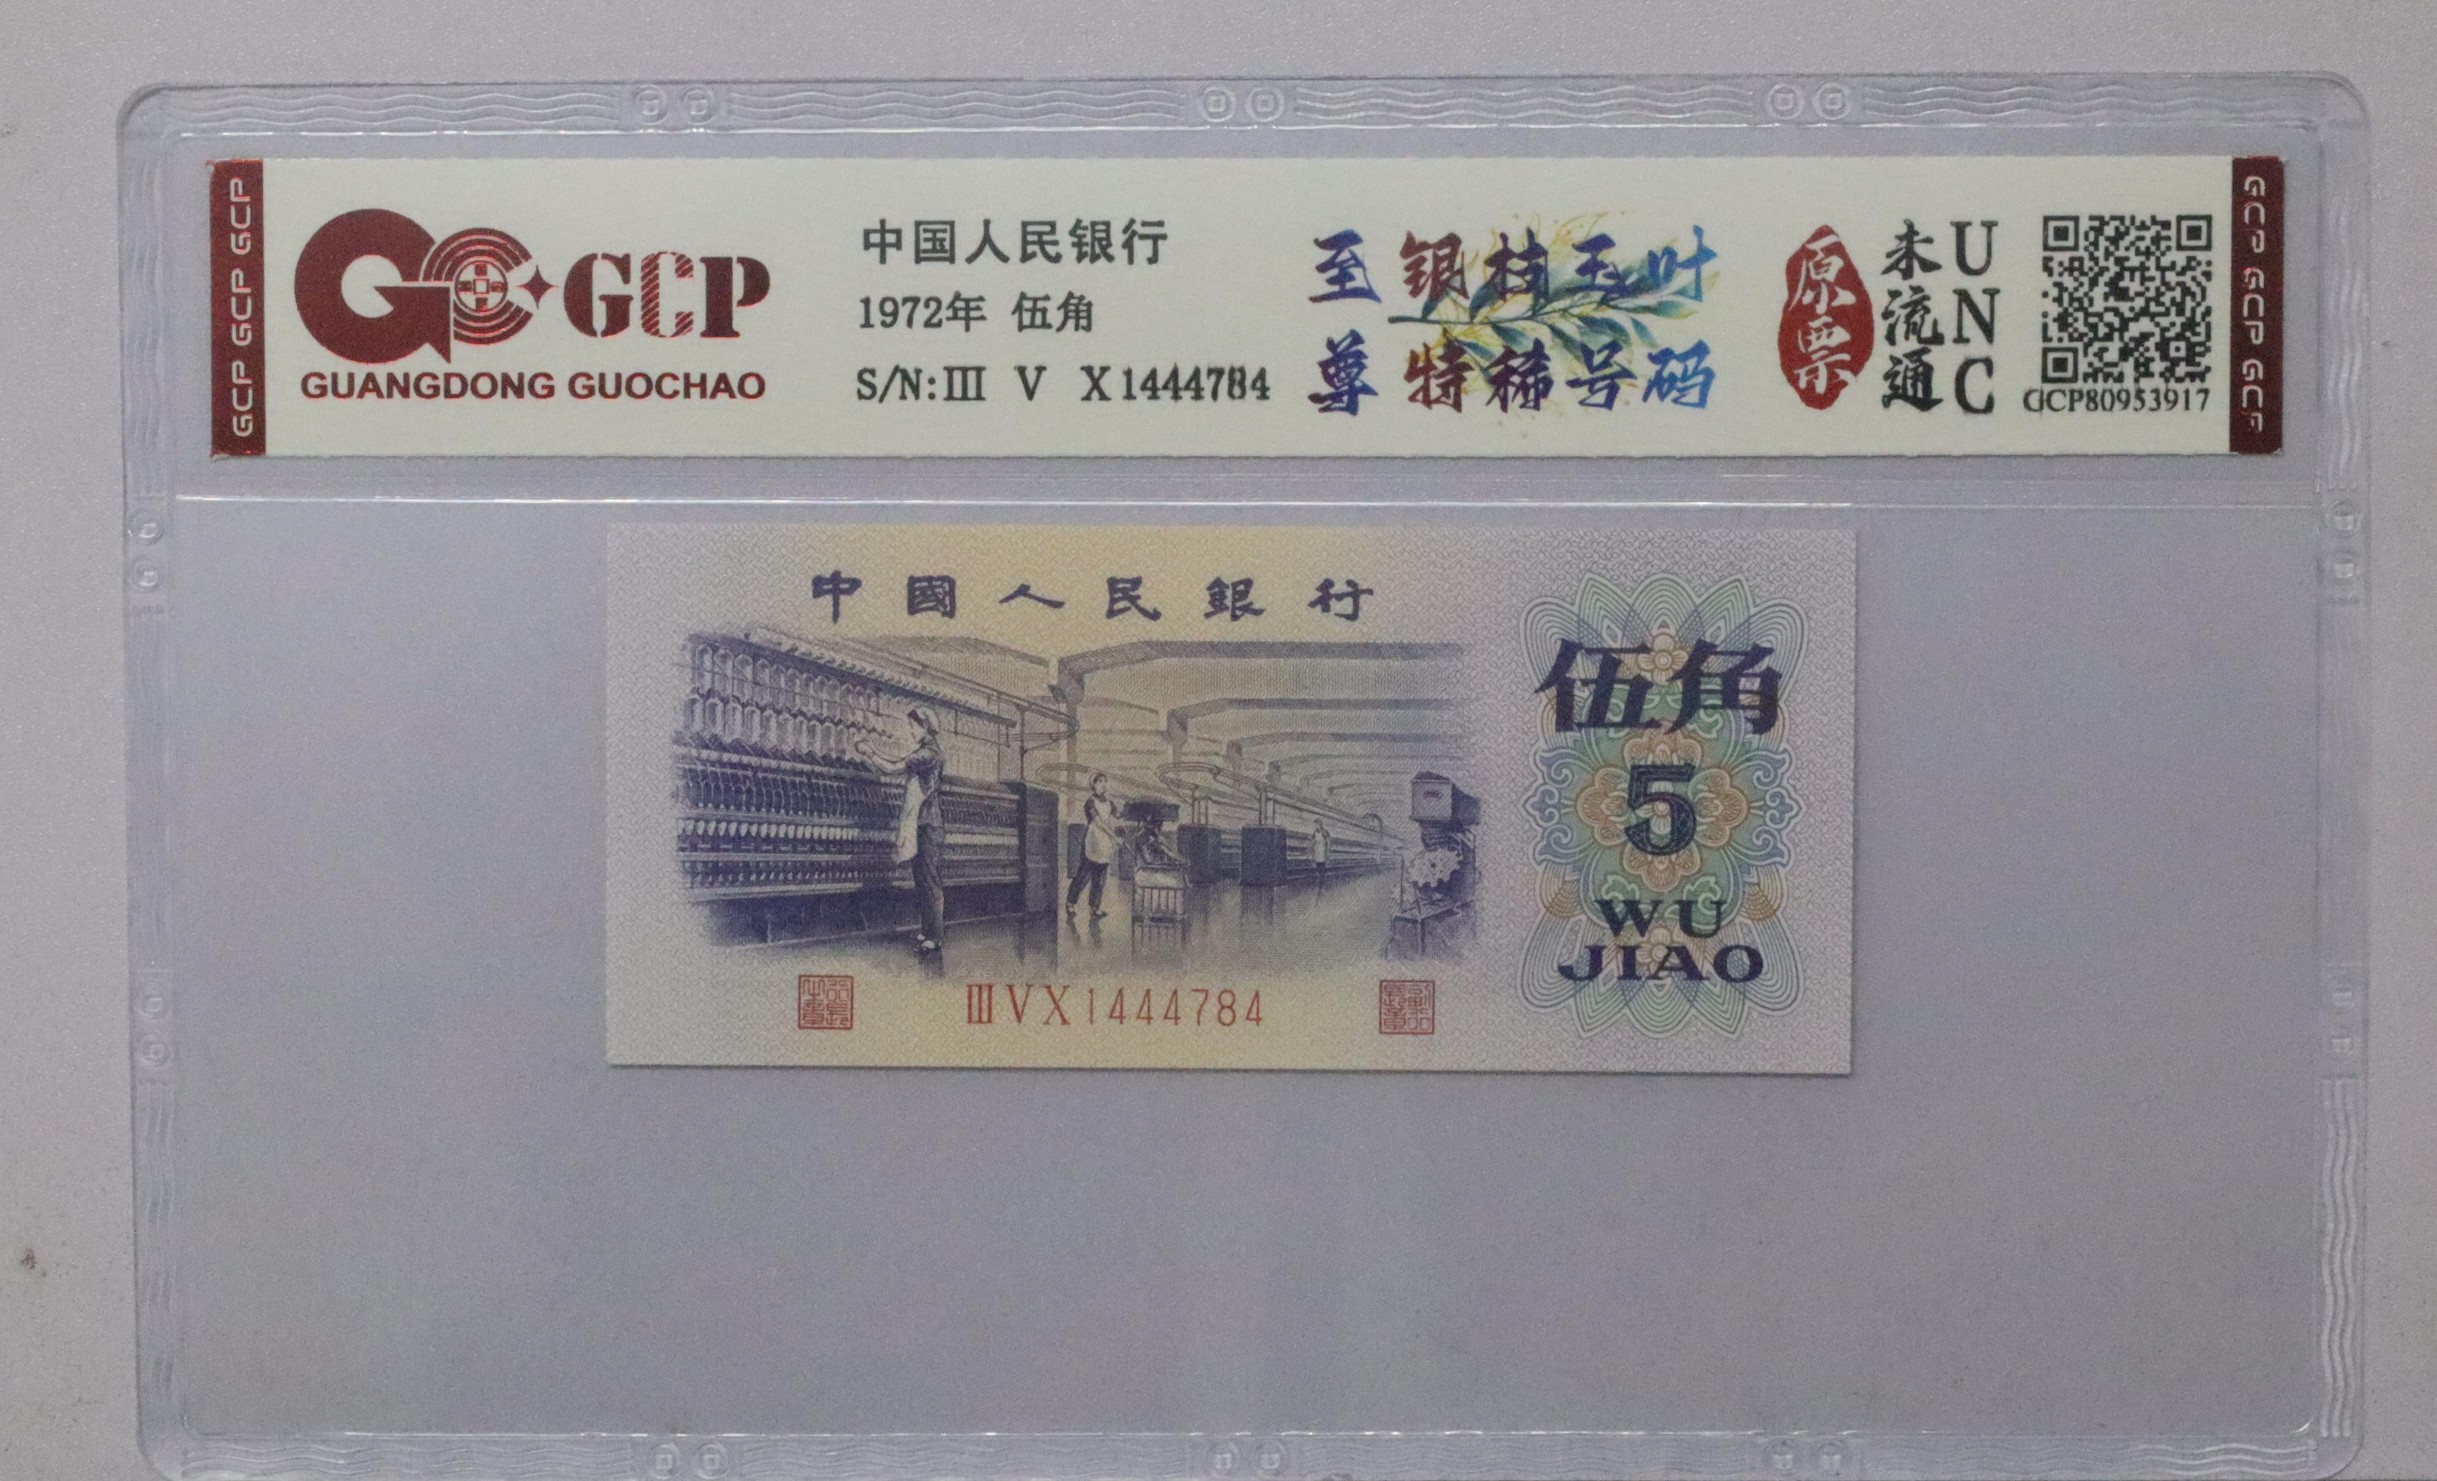 GCP GCP GCP
GCP
GUANGDONG GUOCHAO
中国人民银行
1972年 伍角
S/N:III V X1444784
至尊
银枝玉叶
特稀号码
原票
未流通
UNC
GCP80953917
GCP GCP GCP
中國人民銀行
伍角
5
WU
JIAO
III V X 1444784